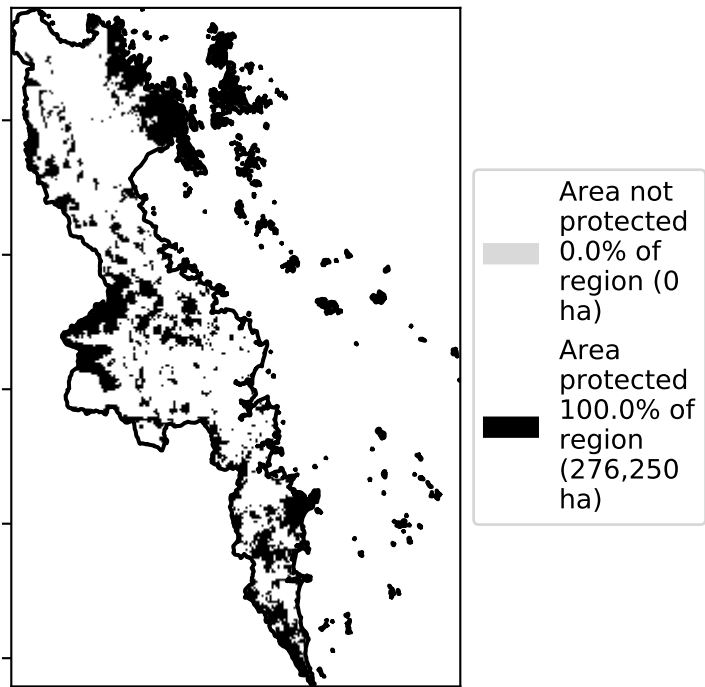 Area not
protected
0.0% of
region (0
ha)
Area
protected
100.0% of
region
(276,250
ha)